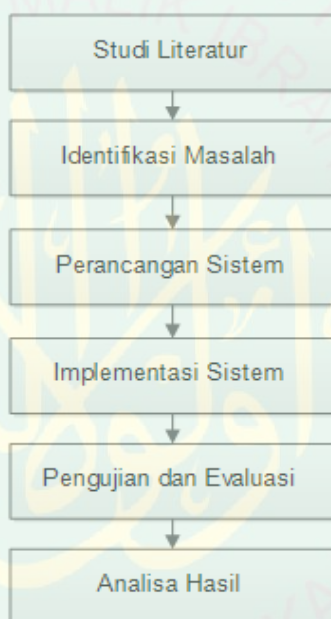 Studi Literatur
Identifikasi Masalah
Perancangan Sistem
Implementasi Sistem
Pengujian dan Evaluasi
Analisa Hasil